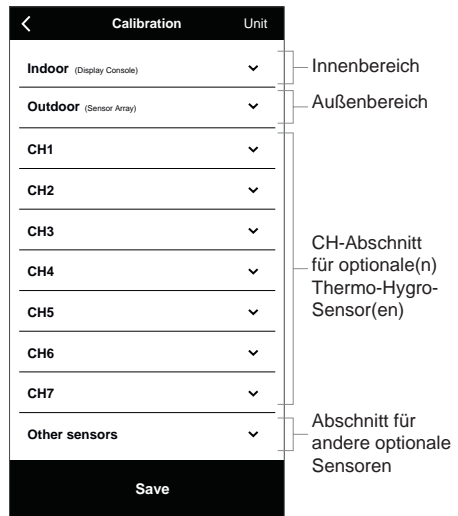 Calibration Unit
Indoor (Display Console)
Innenbereich
Outdoor (Sensor Array)
Außenbereich
CH1
CH2
CH3
CH4
CH5
CH6
CH7
CH-Abschnitt
für optionale(n)
Thermo-Hygro-
Sensor(en)
Other sensors
Abschnitt für
andere optionale
Sensoren
Save